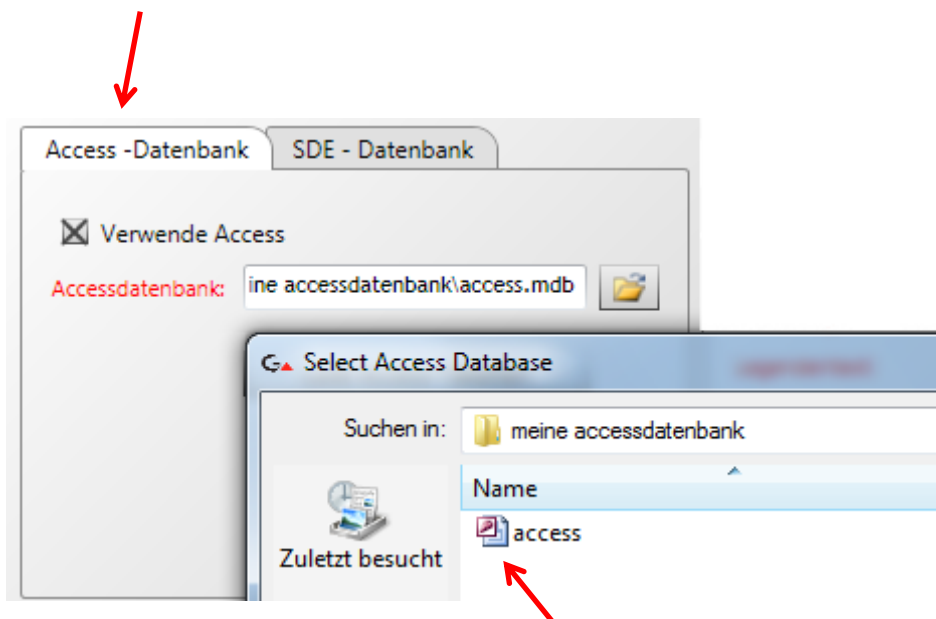 Access -Datenbank SDE - Datenbank
Verwende Access
Accessdatenbank: ine accessdatenbank\access.mdb
Select Access Database
Suchen in: meine accessdatenbank
Name
access
Zuletzt besucht